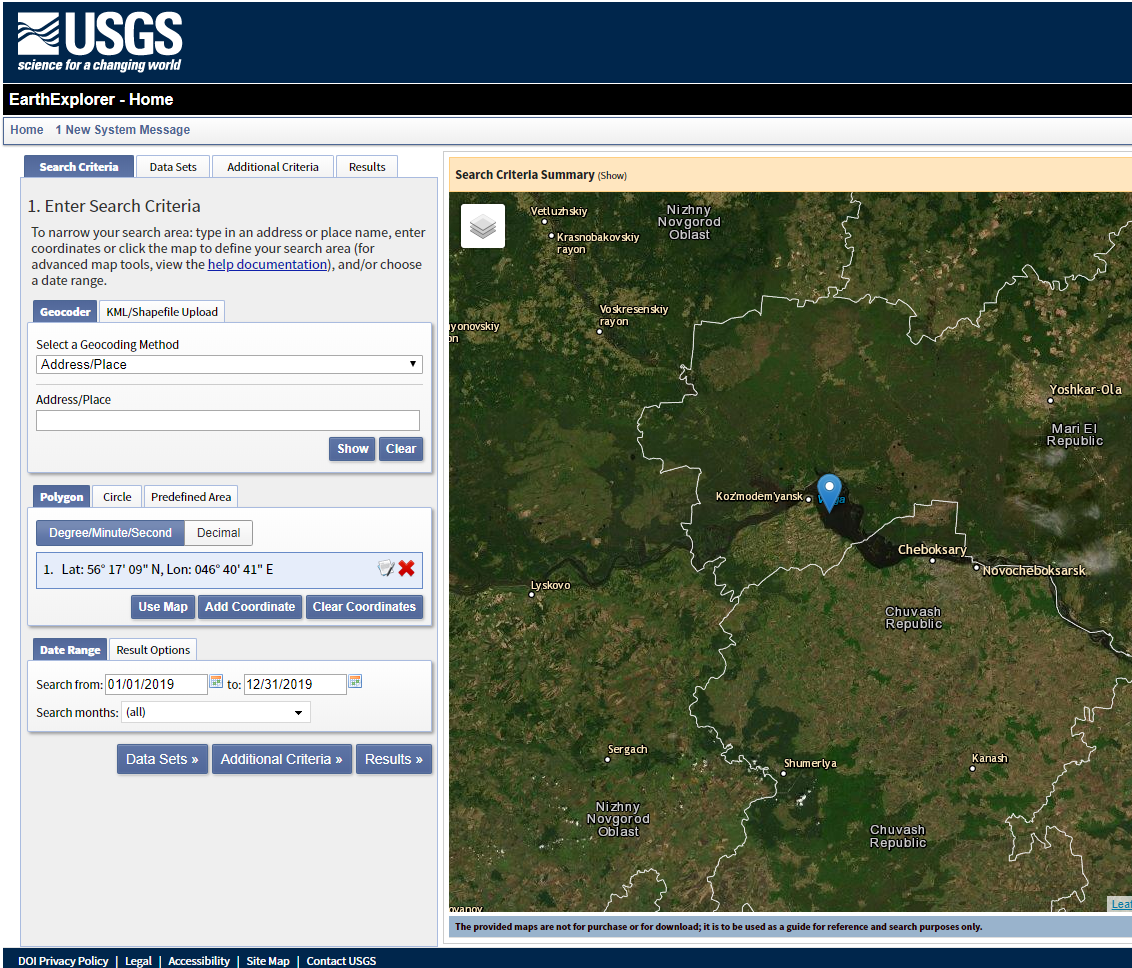 USGS
science for a changing world
EarthExplorer - Home
Home 1 New System Message
Search Criteria Data Sets Additional Criteria Results
1. Enter Search Criteria
To narrow your search area: type in an address or place name, enter
coordinates or click the map to define your search area (for
advanced map tools, view the help documentation), and/or choose
a date range.
Geocoder KML/Shapefile Upload
Select a Geocoding Method
Address/Place
Address/Place
Show Clear
Polygon Circle Predefined Area
Degree/Minute/Second Decimal
1. Lat: 56° 17' 09" N, Lon: 046° 40' 41" E
Use Map Add Coordinate Clear Coordinates
Date Range Result Options
Search from: 01/01/2019 to: 12/31/2019
Search months: (all)
Data Sets » Additional Criteria » Results »
Search Criteria Summary (Show)
Vetluzhskiy
Nizhny
Novgorod
Oblast
Krasnobakovskiy
rayon
Voskresenskiy
rayon
yonovskiy
on
Yoshkar-Ola
Mari El
Republic
Koz'modem'yansk
Cheboksary
Novocheboksarsk
Lyskovo
Chuvash
Republic
Sergach
Shumerlya
Kanash
Nizhny
Novgorod
Oblast
Chuvash
Republic
ovanov
Leat
The provided maps are not for purchase or for download; it is to be used as a guide for reference and search purposes only.
DOI Privacy Policy | Legal | Accessibility | Site Map | Contact USGS